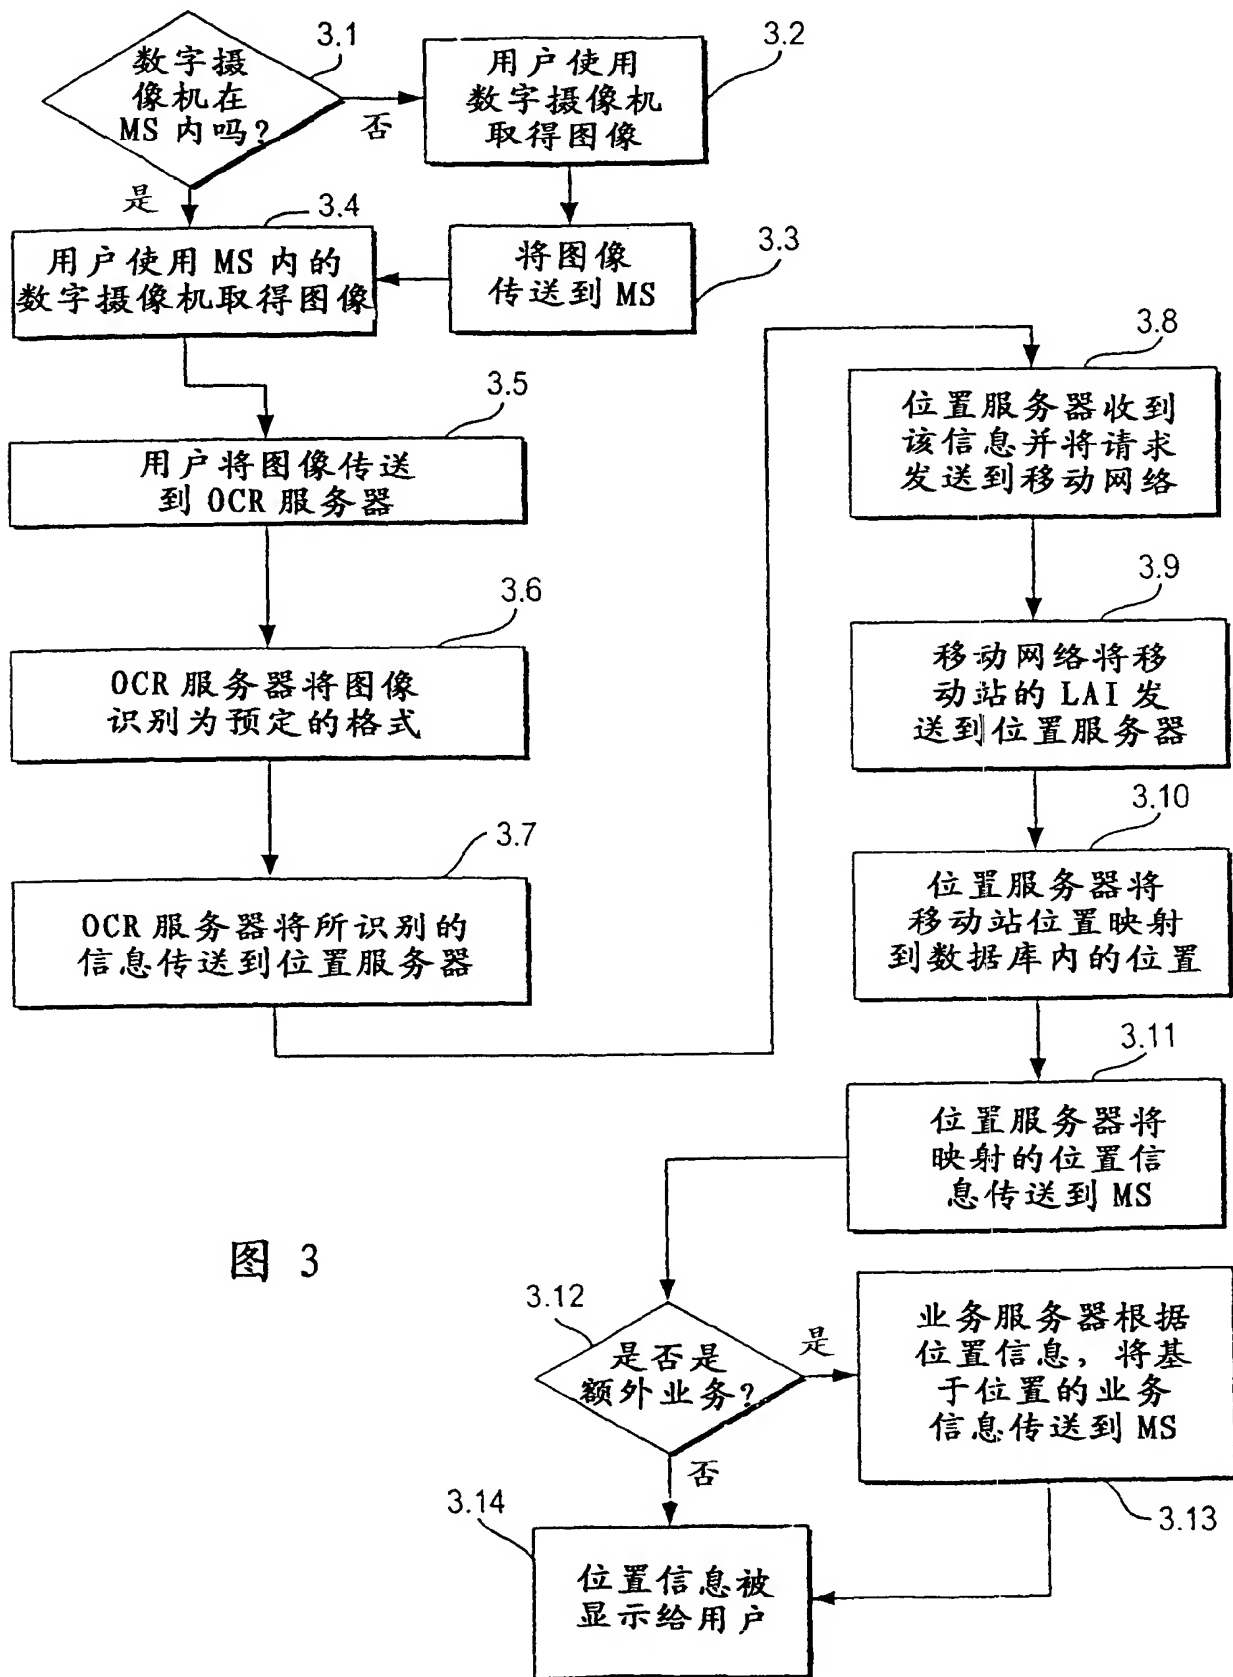 3.1
数字摄
像机在
MS 内吗?
否
是
3.2
用户使用
数字摄像机
取得图像
3.3
将图像
传送到 MS
3.4
用户使用 MS 内的
数字摄像机取得图像
3.5
用户将图像传送
到 OCR 服务器
3.6
OCR 服务器将图像
识别为预定的格式
3.7
OCR 服务器将所识别的
信息传送到位置服务器
3.8
位置服务器收到
该信息并将请求
发送到移动网络
3.9
移动网络将移
动站的 LAI 发
送到位置服务器
3.10
位置服务器将
移动站位置映射
到数据库内的位置
3.11
位置服务器将
映射的位置信
息传送到 MS
3.12
是否是
额外业务?
是
否
业务服务器根据
位置信息，将基
于位置的业务
信息传送到 MS
3.13
3.14
位置信息被
显示给用户
图 3